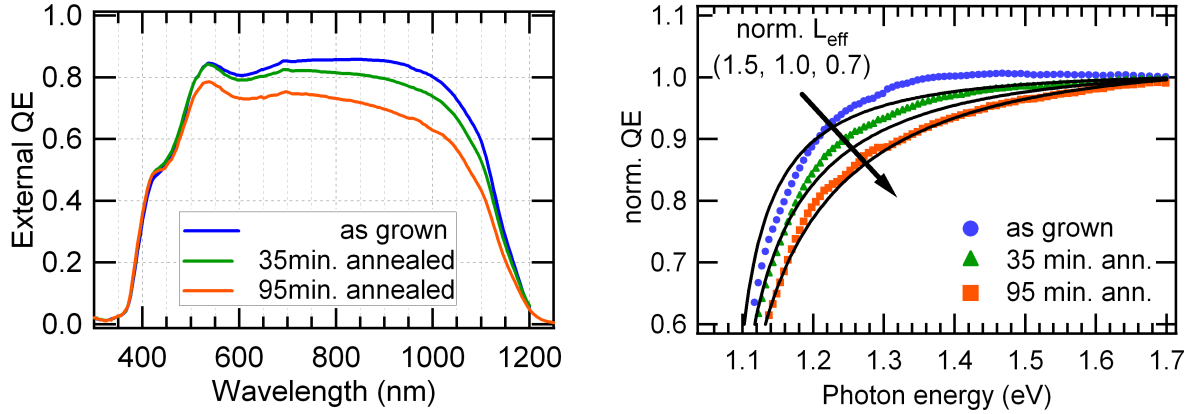 1.0
0.8
0.6
0.4
0.2
0.0
External QE
as grown
35min. annealed
95min. annealed
400 600 800 1000 1200
Wavelength (nm)
1.1
1.0
0.9
0.8
0.7
0.6
norm. QE
norm. Leff
(1.5, 1.0, 0.7)
as grown
35 min. ann.
95 min. ann.
1.1 1.2 1.3 1.4 1.5 1.6 1.7
Photon energy (eV)